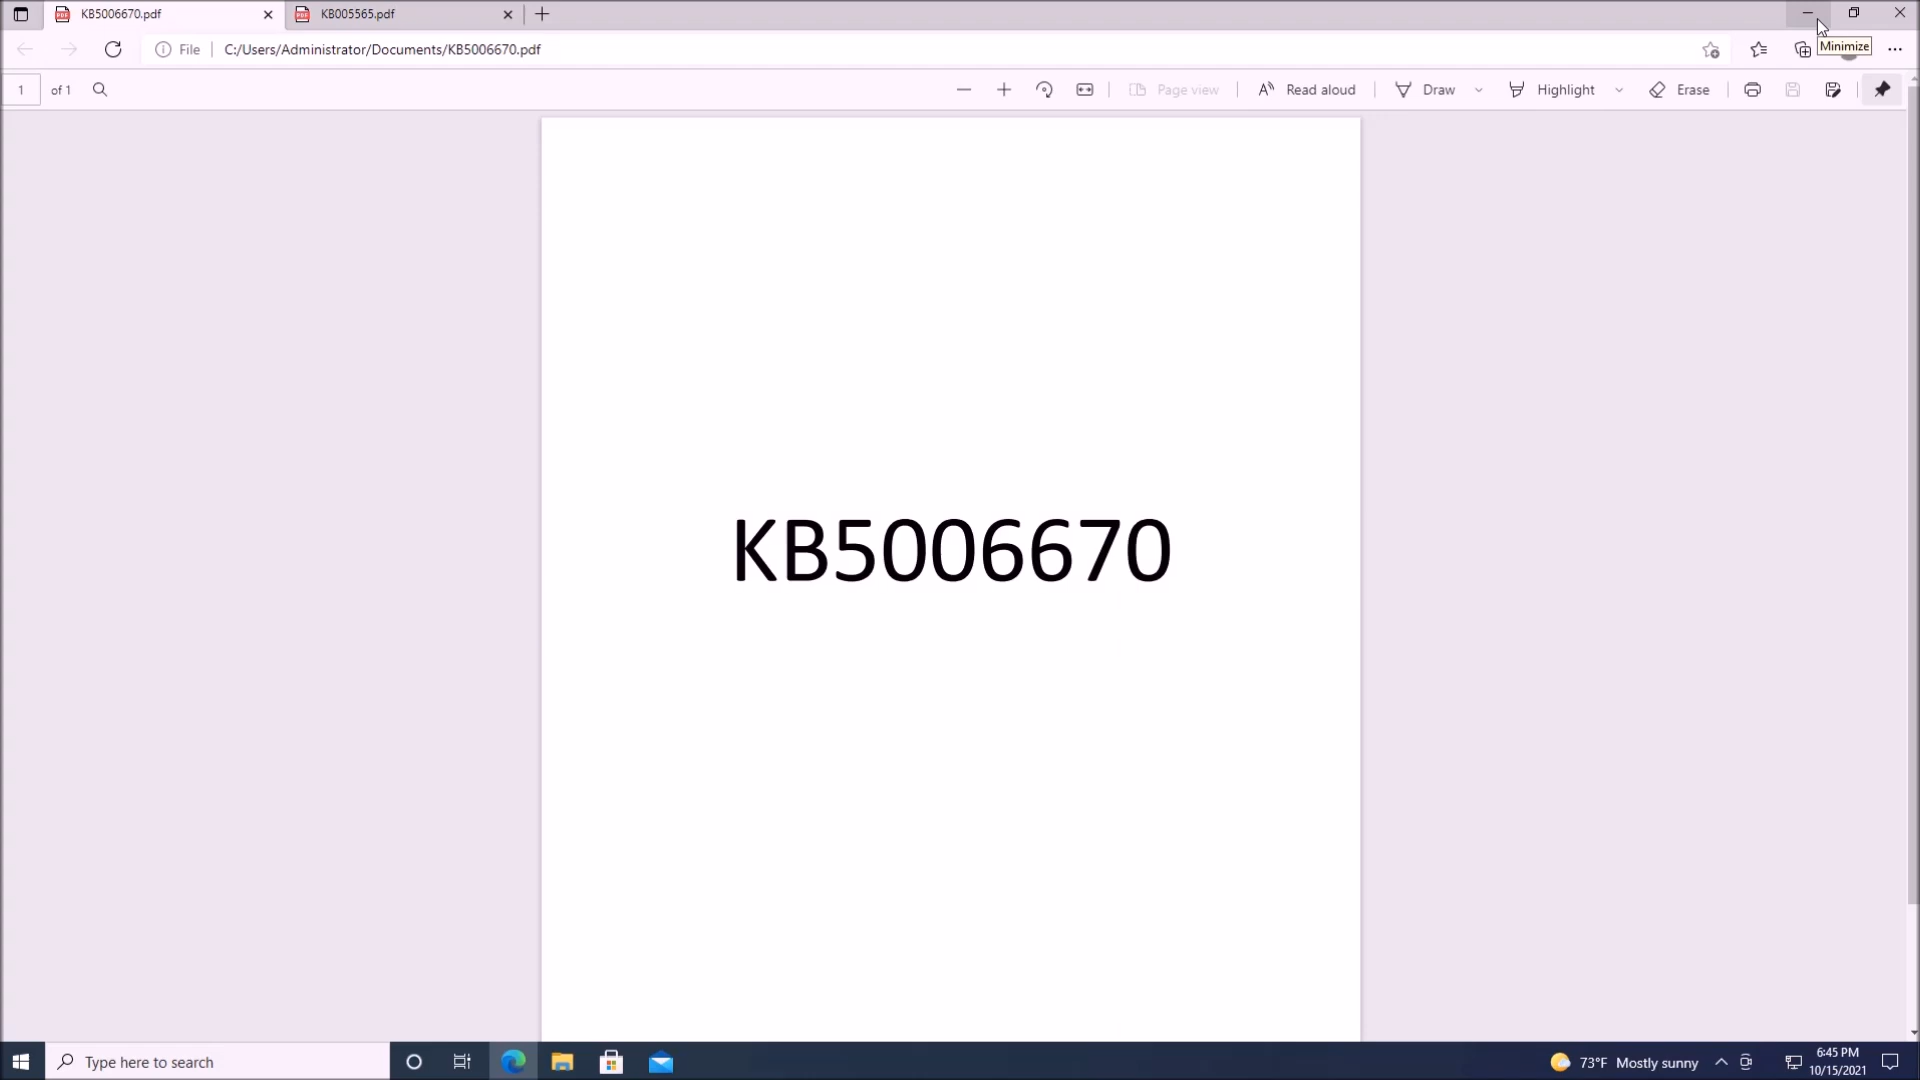 KB5006670.pdf
KB005565.pdf
File
C:/Users/Administrator/Documents/KB5006670.pdf
Minimize
1 of 1
Page view
Read aloud
Draw
Highlight
Erase
KB5006670
Type here to search
73°F Mostly sunny
6:45 PM
10/15/2021